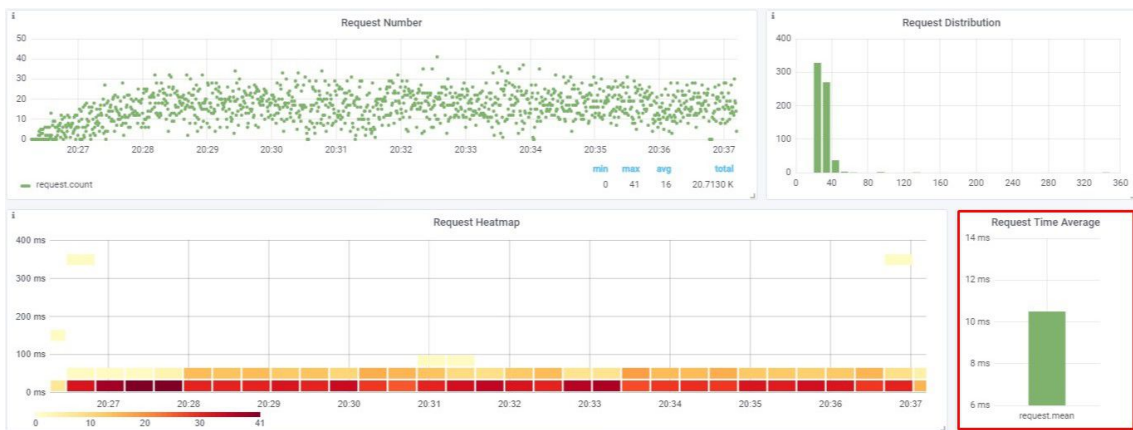 i
Request Number
50
40
30
20
10
0
20:27 20:28 20:29 20:30 20:31 20:32 20:33 20:34 20:35 20:36 20:37
min max avg total
request.count 0 41 16 20.7130 K
i
Request Distribution
400
300
200
100
0
0 40 80 120 160 200 240 280 320 360
i
Request Heatmap
400 ms
300 ms
200 ms
100 ms
0 ms
20:27 20:28 20:29 20:30 20:31 20:32 20:33 20:34 20:35 20:36 20:37
0 10 20 30 41
Request Time Average
14 ms
12 ms
10 ms
8 ms
6 ms
request.mean